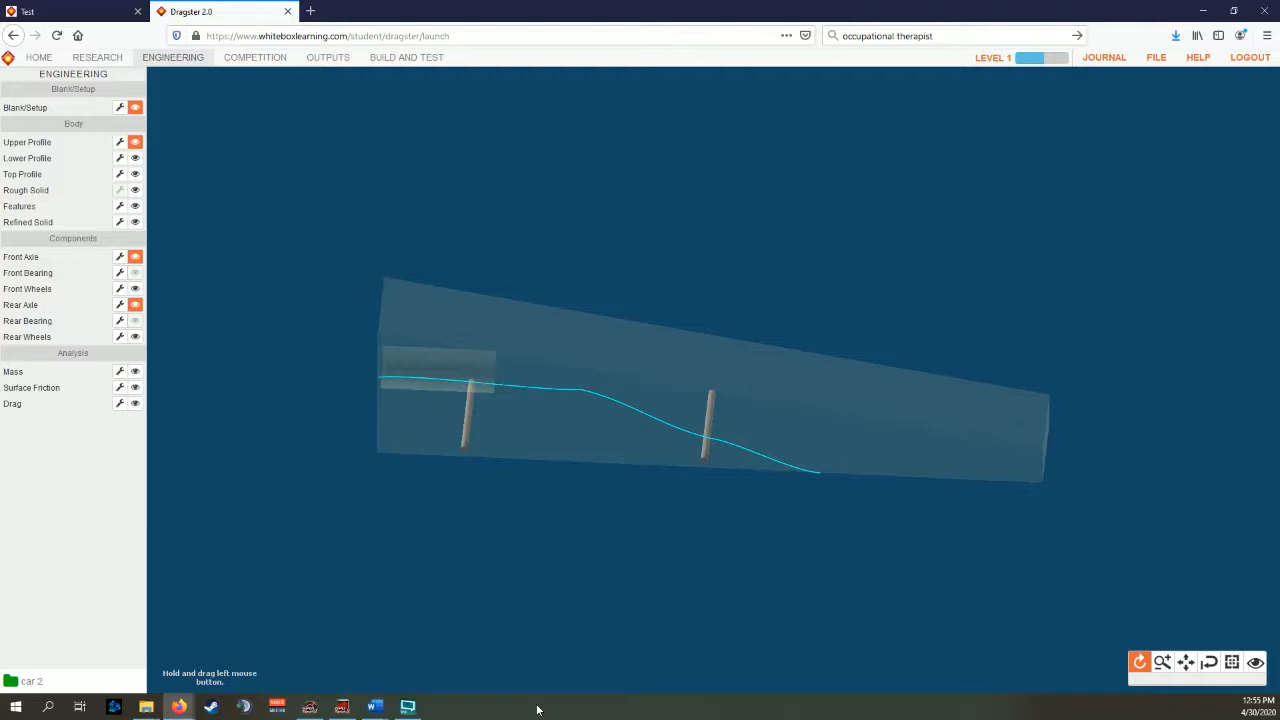 Test
Dragster 2.0
https://www.whiteboxlearning.com/student/dragster/launch
occupational therapist
HOME RESEARCH ENGINEERING COMPETITION OUTPUTS BUILD AND TEST
LEVEL 1 JOURNAL FILE HELP LOGOUT
ENGINEERING
Blank/Setup
Blank/Setup
Body
Upper Profile
Lower Profile
Top Profile
Rough Solid
Features
Refined Solid
Components
Front Axle
Front Bearing
Front Wheels
Rear Axle
Rear Bearing
Rear Wheels
Analysis
Mass
Surface Friction
Drag
Hold and drag left mouse
button.
car 2
12:55 PM
4/30/2020